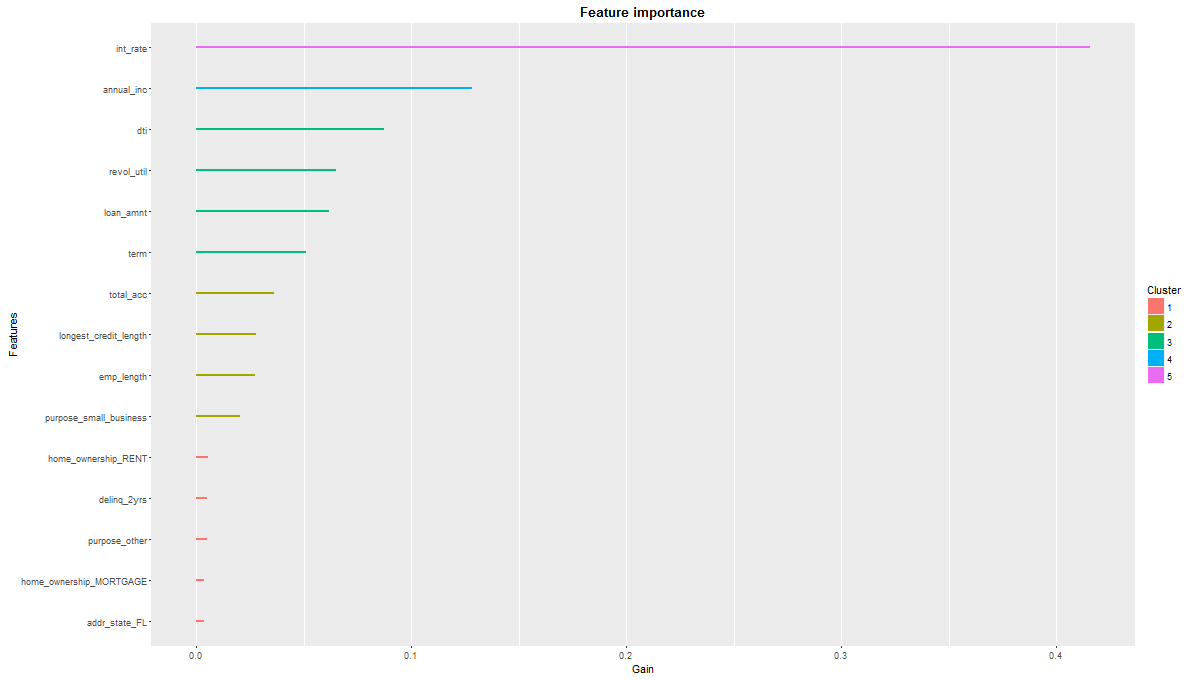 Feature importance
int_rate
annual_inc
dti
revol_util
loan_amnt
term
total_acc
longest_credit_length
emp_length
purpose_small_business
home_ownership_RENT
delinq_2yrs
purpose_other
home_ownership_MORTGAGE
addr_state_FL
Features
0.0 0.1 0.2 0.3 0.4
Gain
Cluster
1
2
3
4
5